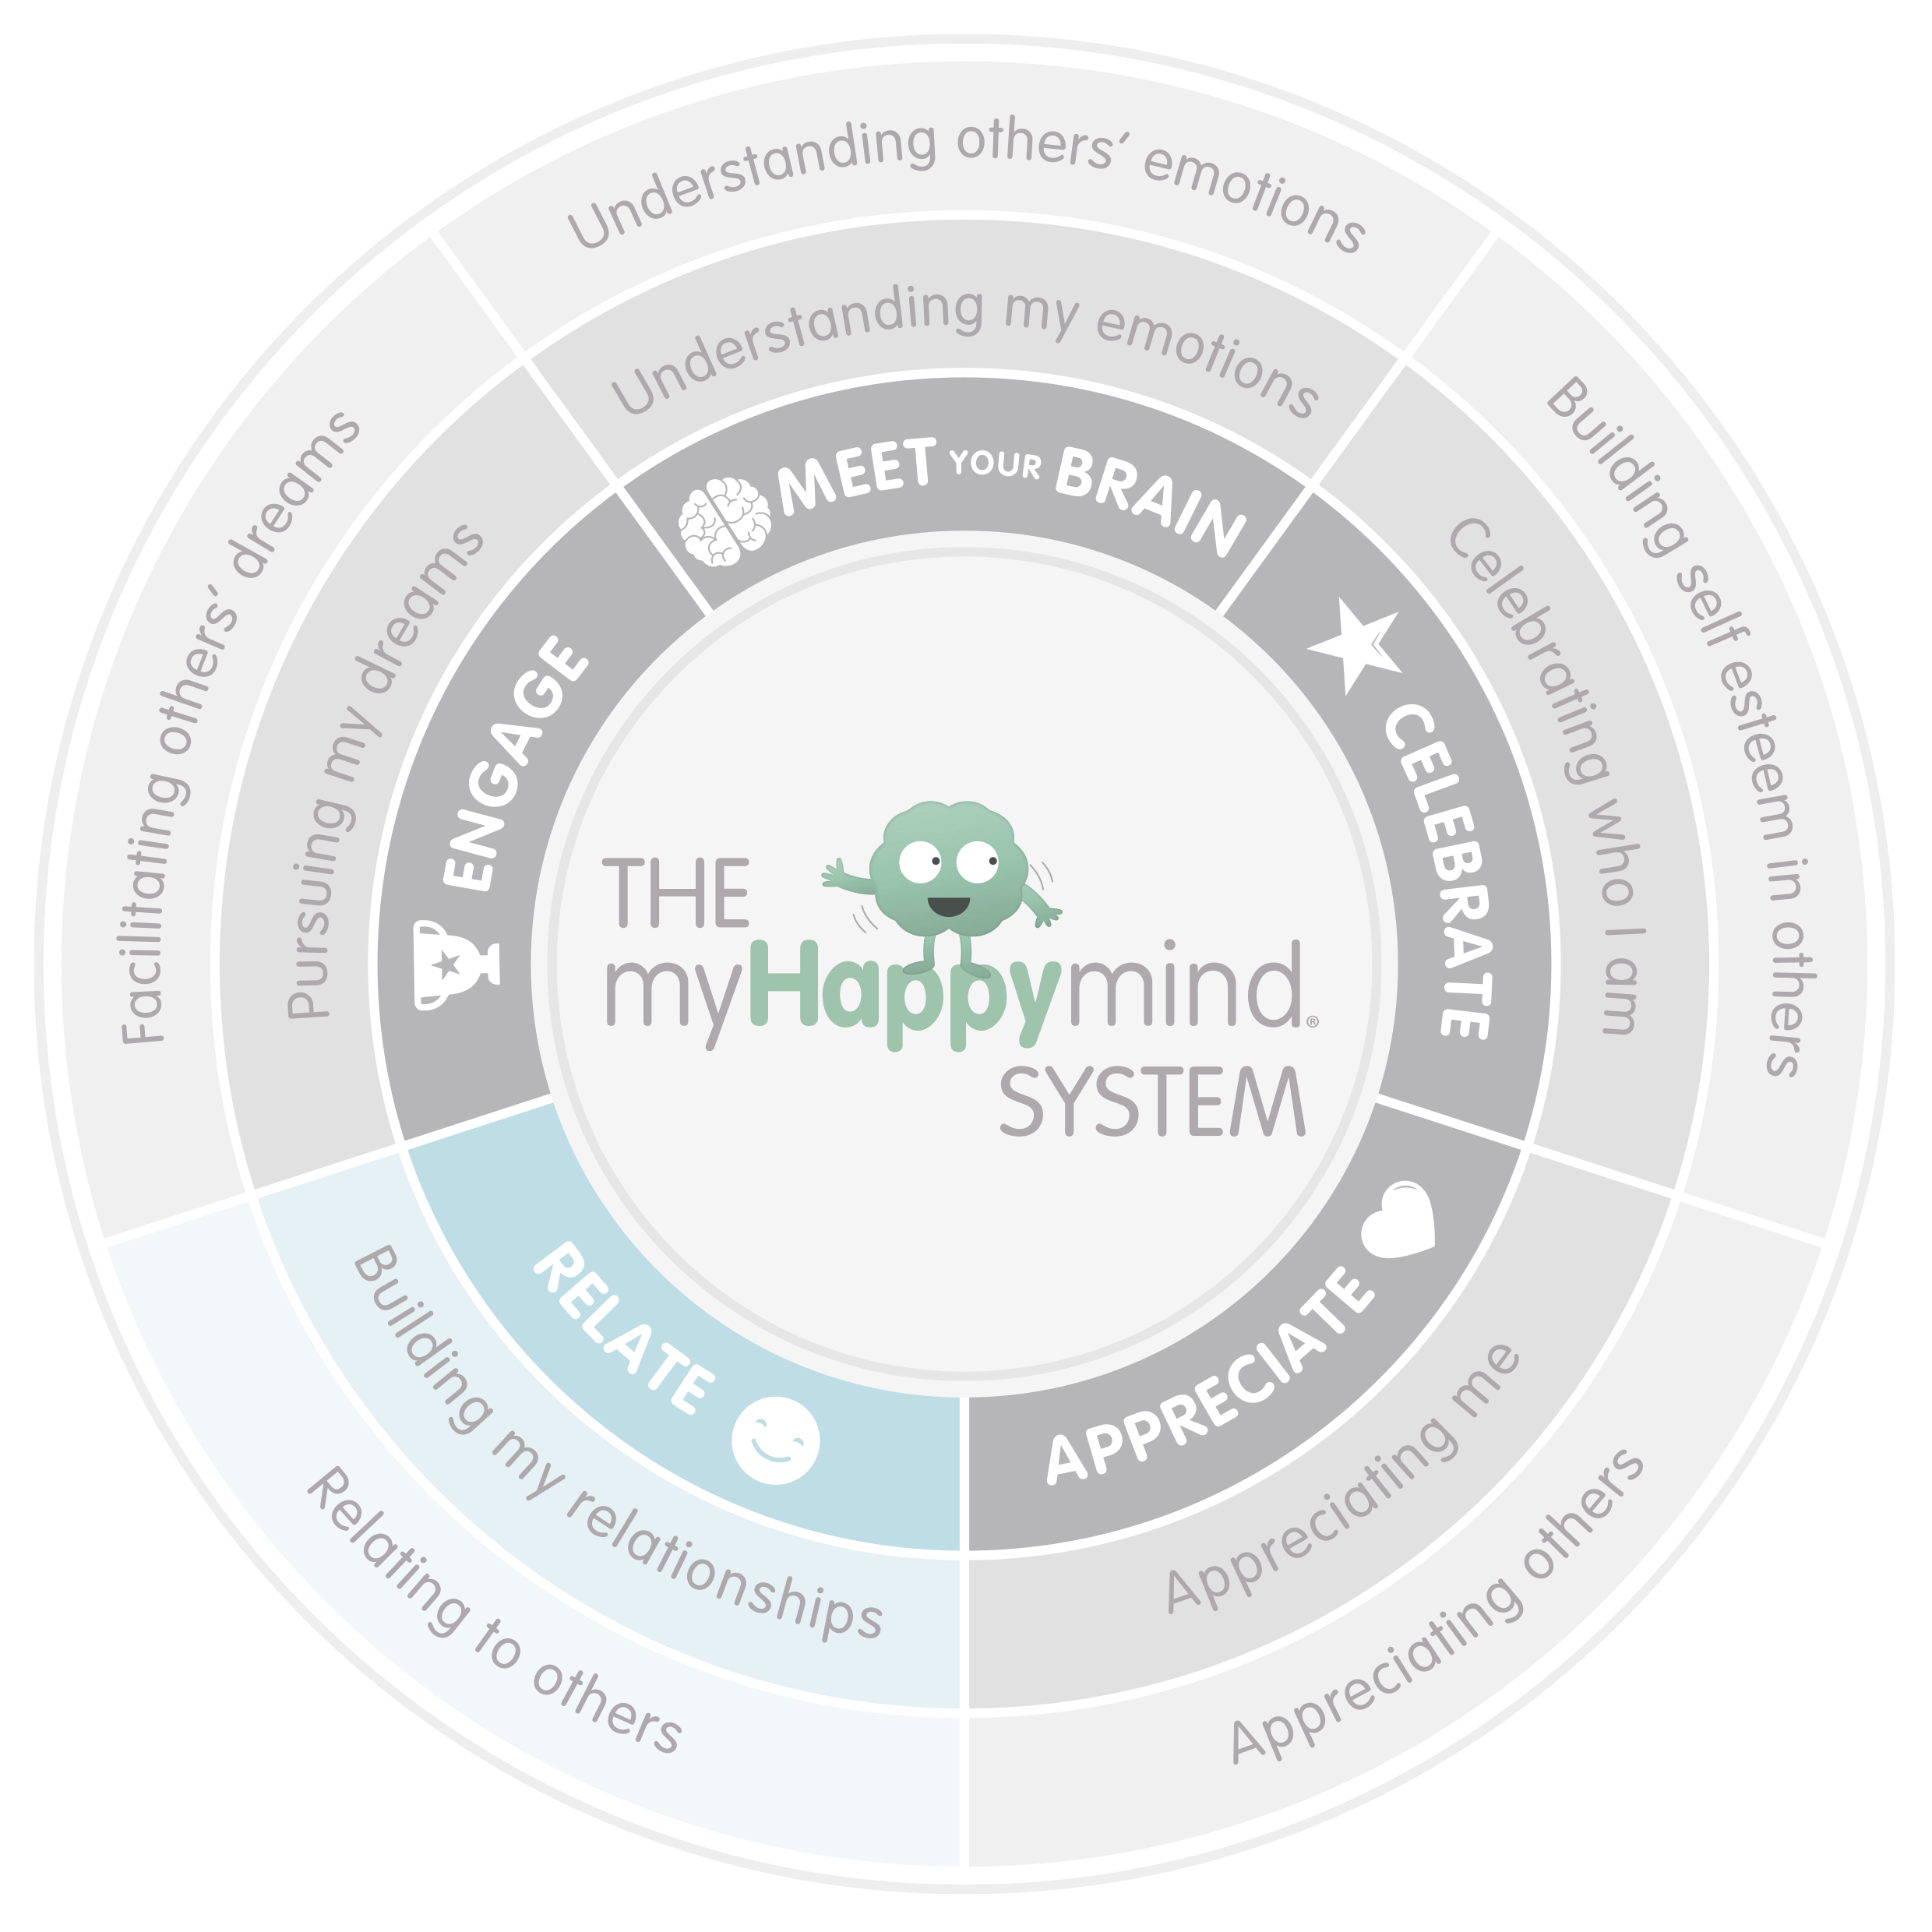 Understanding others' emotions
Understanding my emotions
MEET YOUR BRAIN
Building self esteem in others
Celebrating who I am
CELEBRATE
APPRECIATE
Appreciating me
Appreciating others
RELATE
Building my relationships
Relating to others
Facilitating others' dreams
Pursuing my dreams
ENGAGE
THE
myHappymind®
SYSTEM